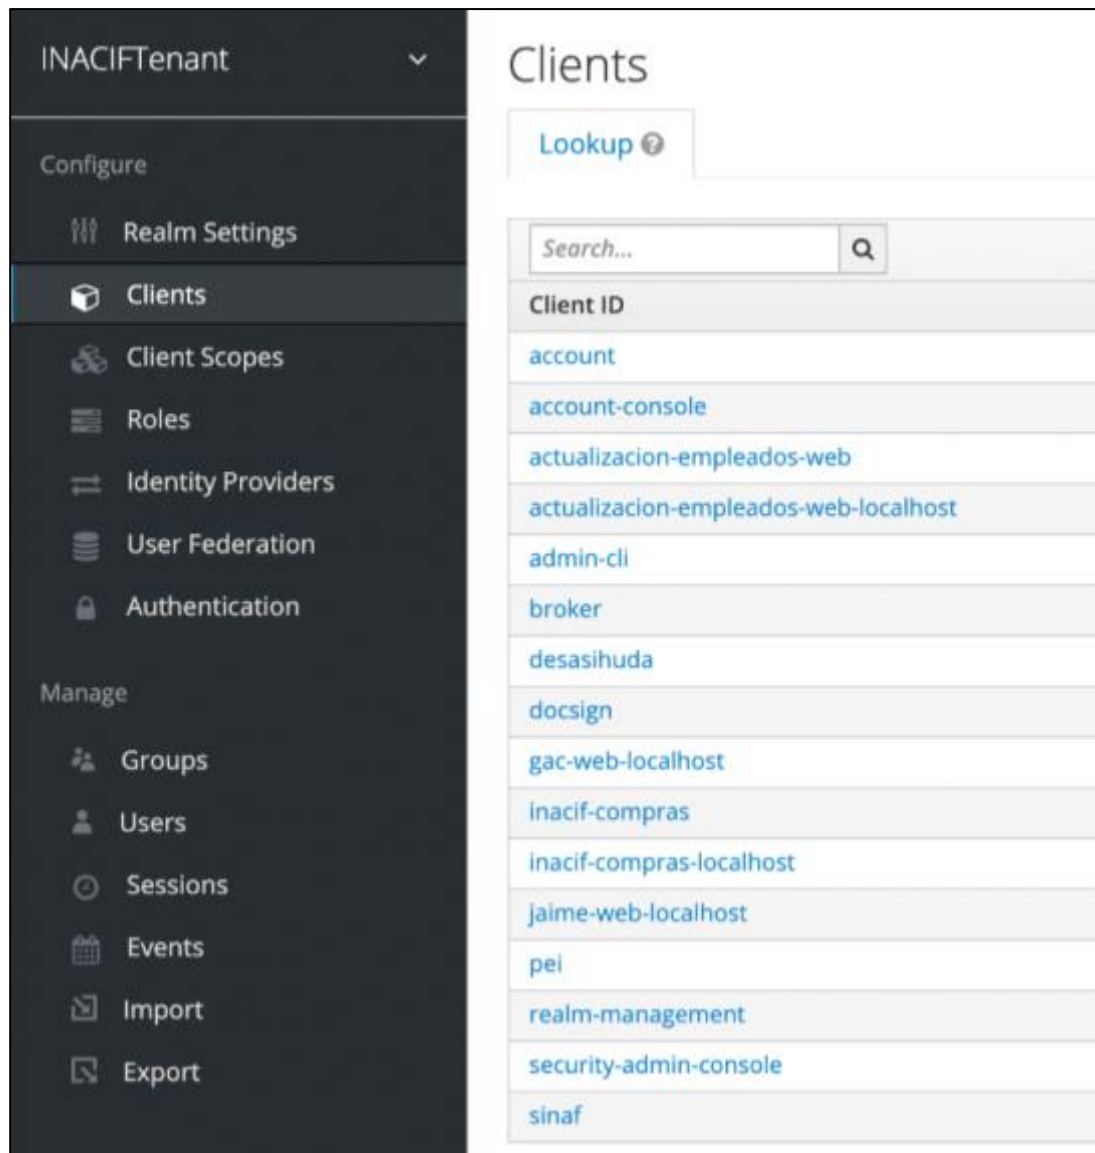 INACIFTenant
Configure
Realm Settings
Clients
Client Scopes
Roles
Identity Providers
User Federation
Authentication
Manage
Groups
Users
Sessions
Events
Import
Export
Clients
Lookup
Search...
Client ID
account
account-console
actualizacion-empleados-web
actualizacion-empleados-web-localhost
admin-cli
broker
desasihuda
docsign
gac-web-localhost
inacif-compras
inacif-compras-localhost
jaime-web-localhost
pei
realm-management
security-admin-console
sinaf